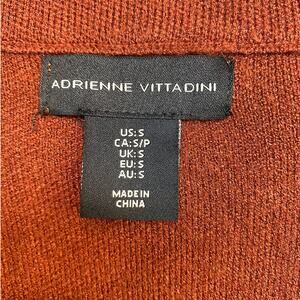 ADRIENNE VITTADINI
US: S
CA: S/P
UK: S
EU: S
AU: S
MADE IN
CHINA